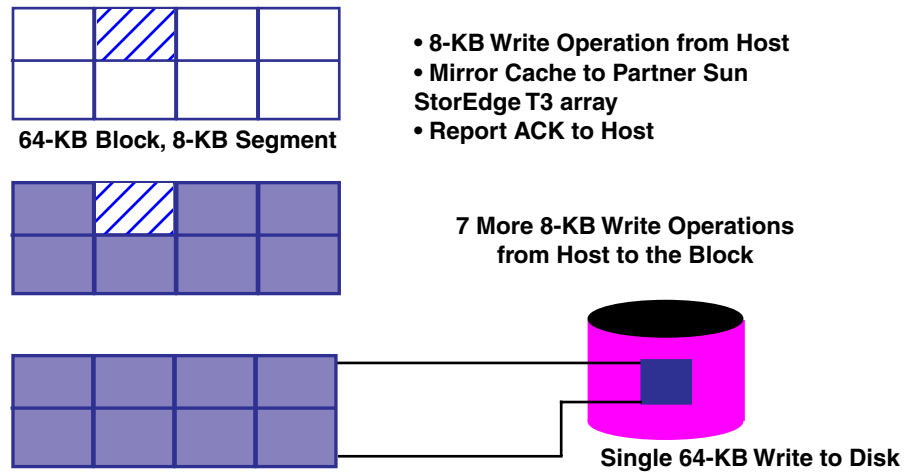 • 8-KB Write Operation from Host
• Mirror Cache to Partner Sun
StorEdge T3 array
• Report ACK to Host
64-KB Block, 8-KB Segment
7 More 8-KB Write Operations
from Host to the Block
Single 64-KB Write to Disk